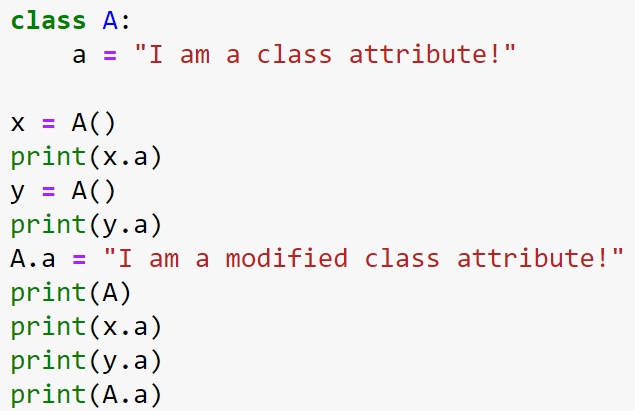 class A:
    a = "I am a class attribute!"

x = A()
print(x.a)
y = A()
print(y.a)
A.a = "I am a modified class attribute!"
print(A)
print(x.a)
print(y.a)
print(A.a)